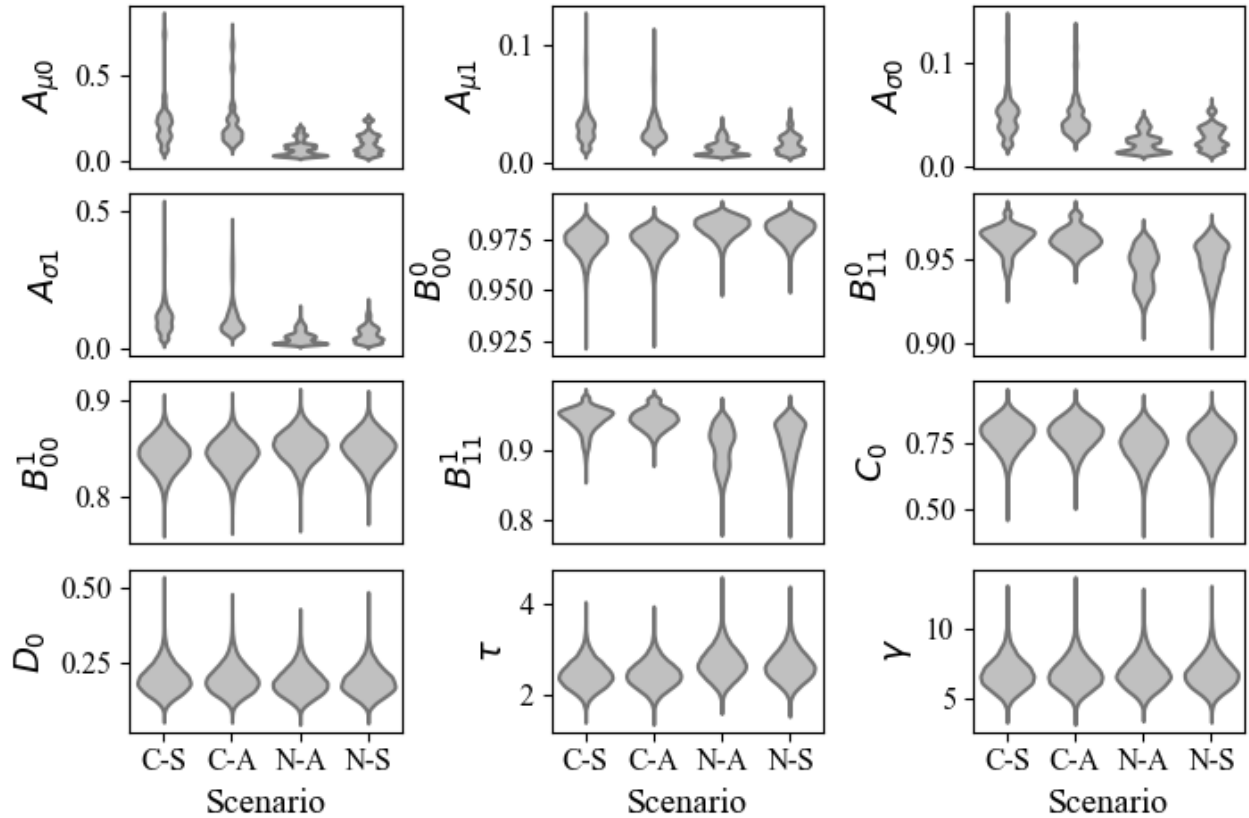 A_{μ0}
0.5
0.0
A_{μ1}
0.1
0.0
A_{σ0}
0.1
0.0
A_{σ1}
0.5
0.0
B^0_{00}
0.975
0.950
0.925
B^0_{11}
0.95
0.90
B^1_{00}
0.9
0.8
B^1_{11}
0.9
0.8
C_0
0.75
0.50
D_0
0.50
0.25
τ
4
2
γ
10
5
C-S C-A N-A N-S
C-S C-A N-A N-S
C-S C-A N-A N-S
Scenario
Scenario
Scenario